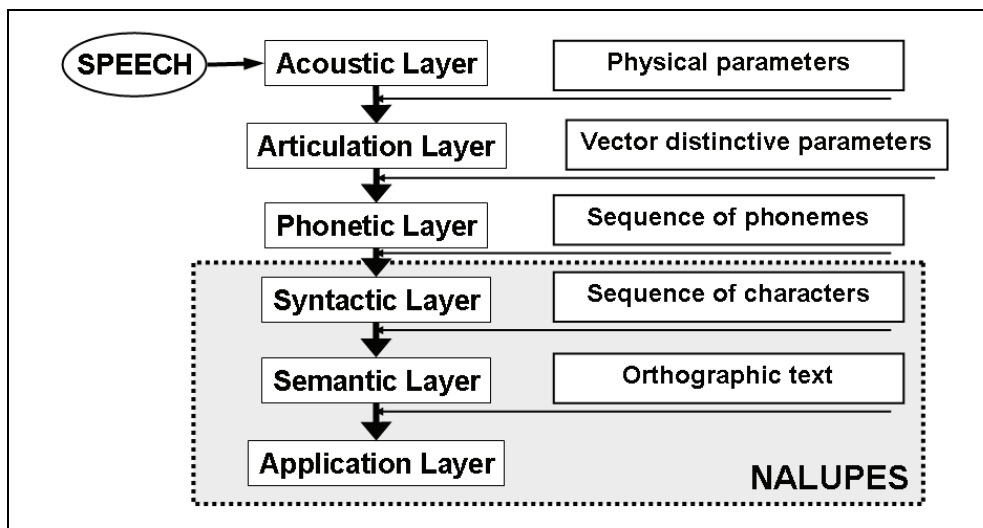 SPEECH
Acoustic Layer
Physical parameters
Articulation Layer
Vector distinctive parameters
Phonetic Layer
Sequence of phonemes
Syntactic Layer
Sequence of characters
Semantic Layer
Orthographic text
Application Layer
NALUPES